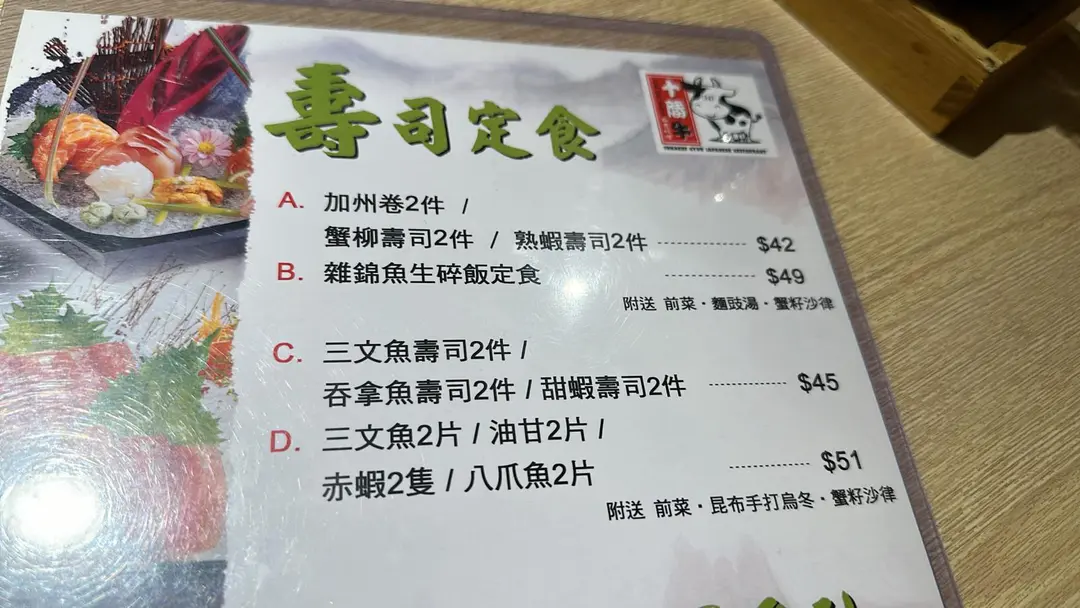 壽司定食
十勝牛
A. 加州卷2件 /
蟹柳壽司2件 / 熟蝦壽司2件 ------------ $42
B. 雜錦魚生碎飯定食 ------------ $49
附送 前菜・麵豉湯・蟹籽沙律
C. 三文魚壽司2件 /
吞拿魚壽司2件 / 甜蝦壽司2件 ------------ $45
D. 三文魚2片 / 油甘2片 /
赤蝦2隻 / 八爪魚2片 ------------ $51
附送 前菜・昆布手打烏冬・蟹籽沙律